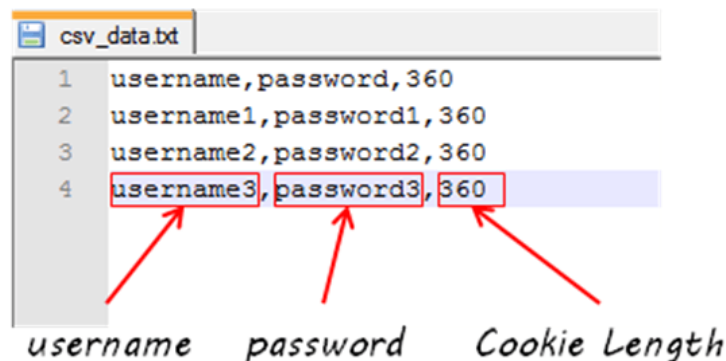 csv_data.txt
1 username,password,360
2 username1,password1,360
3 username2,password2,360
4 username3,password3,360
username password Cookie Length